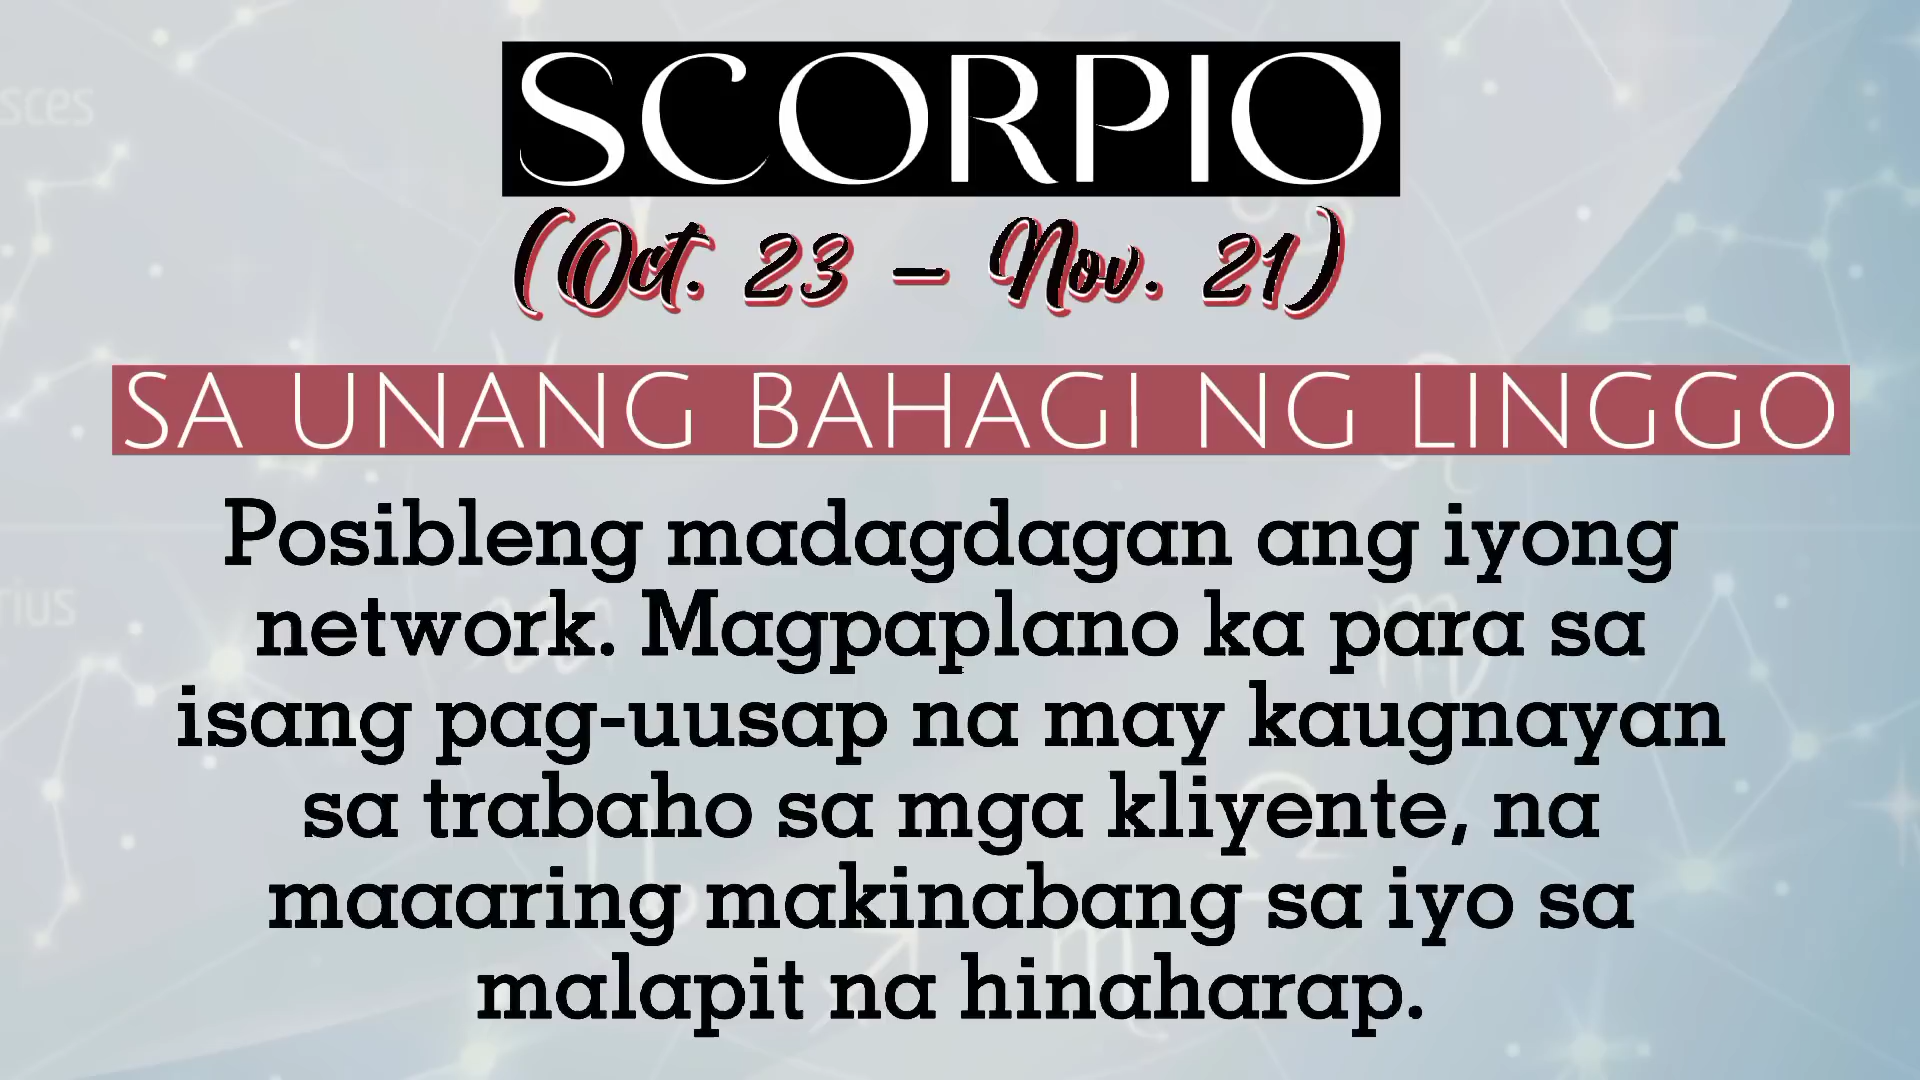 SCORPIO
(Oct. 23 – Nov. 21)
SA UNANG BAHAGI NG LINGGO
Posibleng madagdagan ang iyong
network. Magpaplano ka para sa
isang pag-uusap na may kaugnayan
sa trabaho sa mga kliyente, na
maaaring makinabang sa iyo sa
malapit na hinaharap.
sces
rius